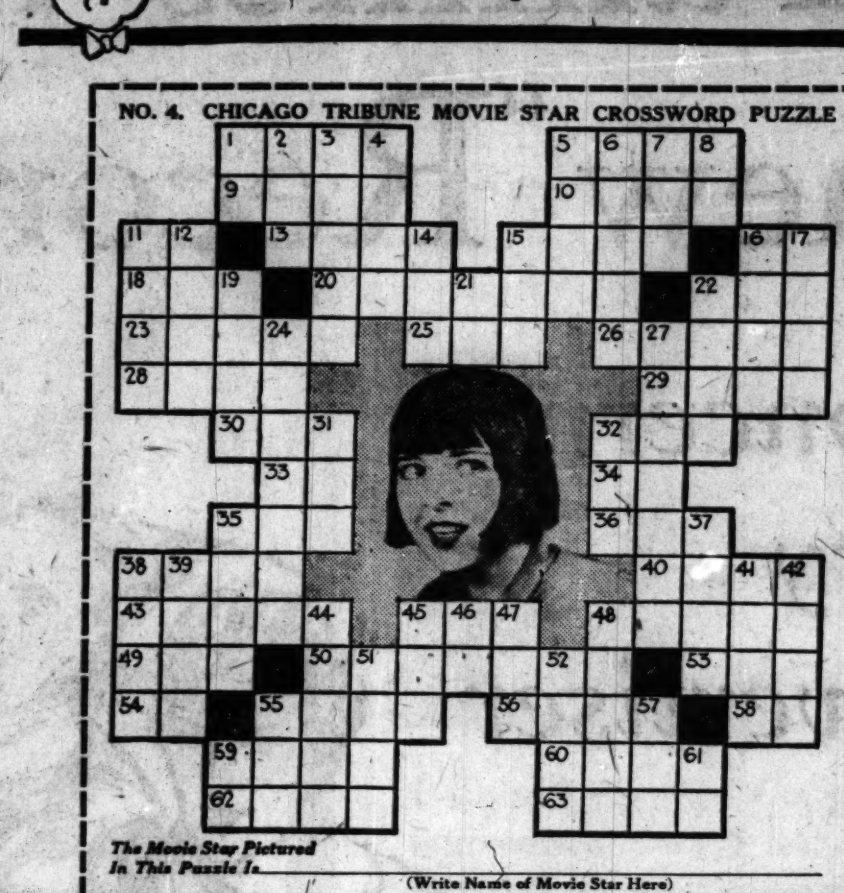 NO. 4. CHICAGO TRIBUNE MOVIE STAR CROSSWORD PUZZLE
1 2 3 4 5 6 7 8
9 10
11 12 13 14 15 16 17
18 19 20 21 22
23 24 25 26 27
28 29
30 31 32
33 34
35 36 37
38 39 40 41 42
43 44 45 46 47 48
49 50 51 52 53
54 55 56 57 58
59 60 61
62 63
The Movie Star Pictured
In This Puzzle Is
(Write Name of Movie Star Here)